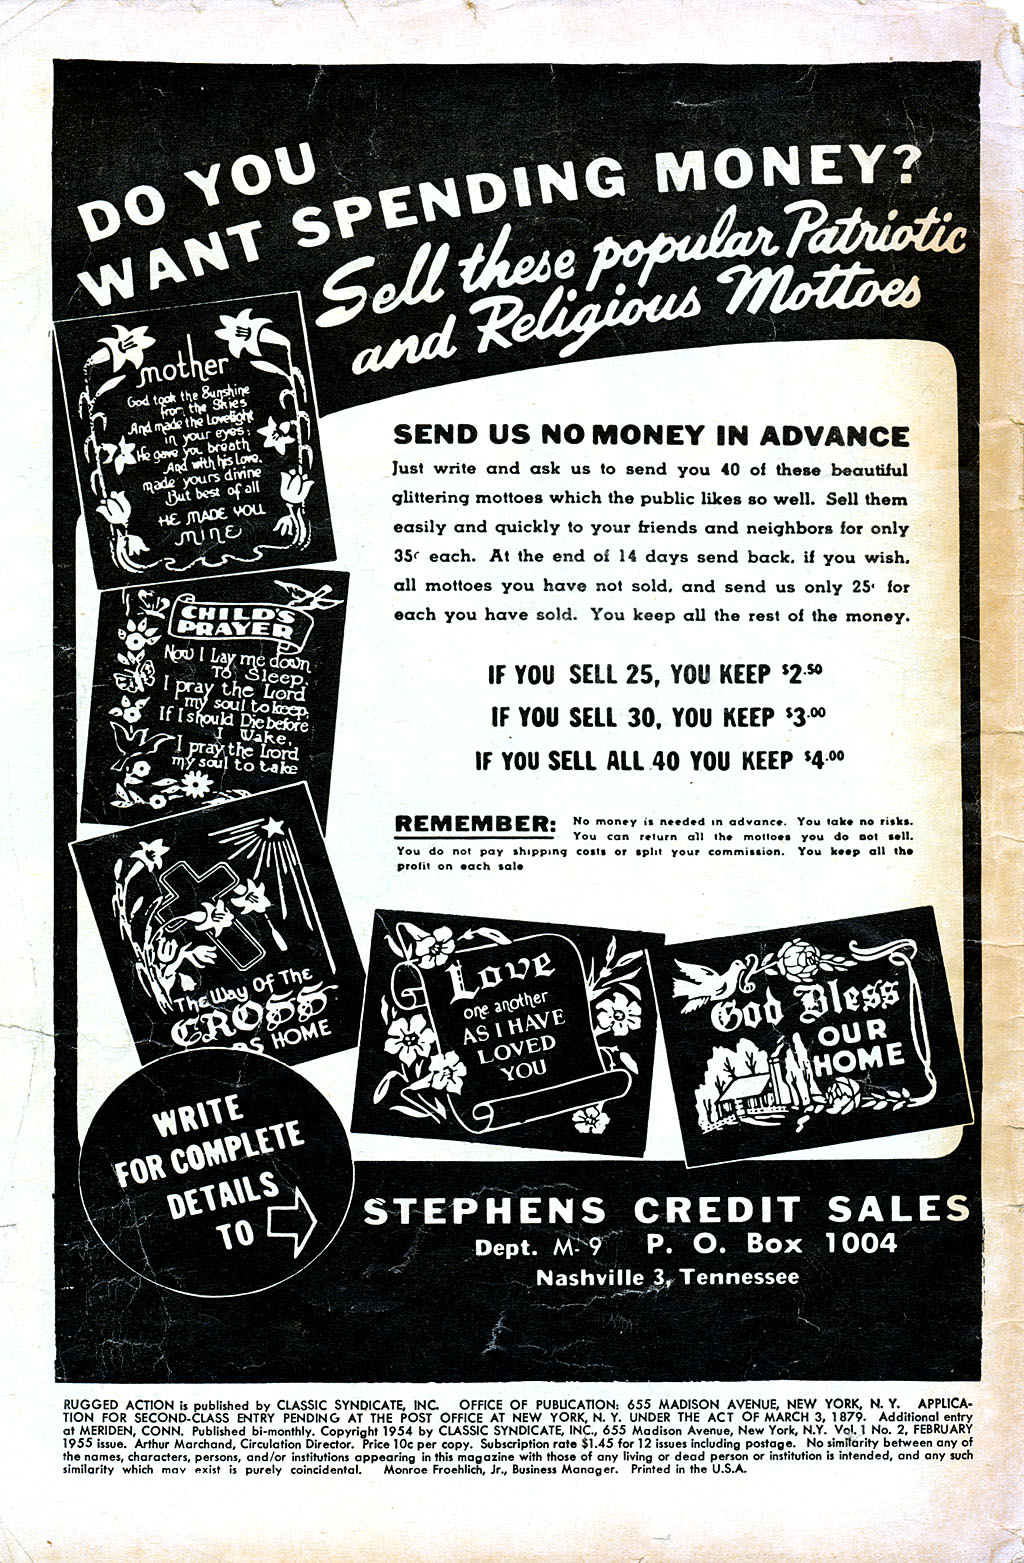 DO YOU
WANT SPENDING MONEY?
Sell these popular Patriotic
and Religious Mottoes
mother
God took the Sunshine
from the Skies
And made the Lovelight
in your eyes;
He gave you breath
And with his Love,
made yours divine
But best of all
HE MADE YOU
MINE
SEND US NO MONEY IN ADVANCE
Just write and ask us to send you 40 of these beautiful
glittering mottoes which the public likes so well. Sell them
easily and quickly to your friends and neighbors for only
35¢ each. At the end of 14 days send back, if you wish,
all mottoes you have not sold, and send us only 25¢ for
each you have sold. You keep all the rest of the money.
CHILD'S
PRAYER
Now I Lay me down
To Sleep,
I pray the Lord
my soul to keep,
If I should Die before
I Wake,
I pray the Lord
my soul to take
IF YOU SELL 25, YOU KEEP $2.50
IF YOU SELL 30, YOU KEEP $3.00
IF YOU SELL ALL 40 YOU KEEP $4.00
REMEMBER: No money is needed in advance. You take no risks.
You can return all the mottoes you do not sell.
You do not pay shipping costs or split your commission. You keep all the
profit on each sale
The Way Of The
CROSS
HOME
Love
one another
AS I HAVE
LOVED
YOU
God Bless
OUR
HOME
WRITE
FOR COMPLETE
DETAILS
TO
STEPHENS CREDIT SALES
Dept. M-9 P. O. Box 1004
Nashville 3, Tennessee
RUGGED ACTION is published by CLASSIC SYNDICATE, INC. OFFICE OF PUBLICATION: 655 MADISON AVENUE, NEW YORK, N. Y. APPLICA-
TION FOR SECOND-CLASS ENTRY PENDING AT THE POST OFFICE AT NEW YORK, N. Y. UNDER THE ACT OF MARCH 3, 1879. Additional entry
at MERIDEN, CONN. Published bi-monthly. Copyright 1954 by CLASSIC SYNDICATE, INC., 655 Madison Avenue, New York, N.Y. Vol. 1 No. 2, FEBRUARY
1955 issue. Arthur Marchand, Circulation Director. Price 10c per copy. Subscription rate $1.45 for 12 issues including postage. No similarity between any of
the names, characters, persons, and/or institutions appearing in this magazine with those of any living or dead person or institution is intended, and any such
similarity which may exist is purely coincidental. Monroe Froehlich, Jr., Business Manager. Printed in the U.S.A.